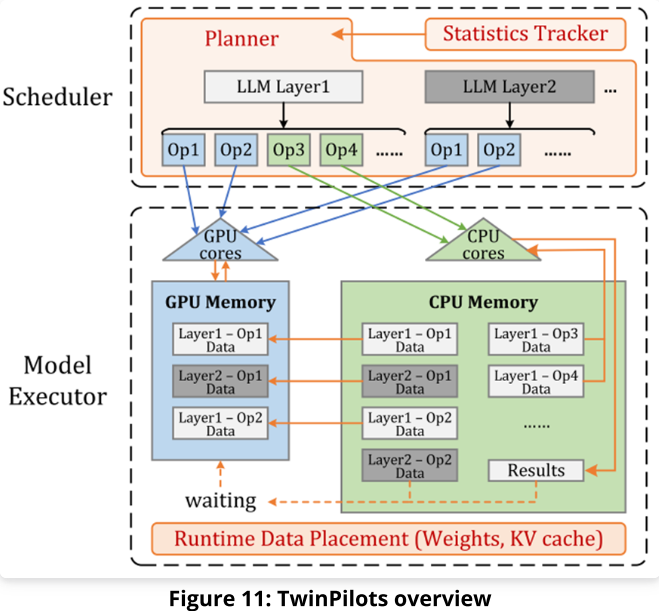 Scheduler
Planner
Statistics Tracker
LLM Layer1
LLM Layer2
...
Op1
Op2
Op3
Op4
......
Op1
Op2
......
Model
Executor
GPU
cores
CPU
cores
GPU Memory
Layer1 – Op1
Data
Layer2 – Op1
Data
Layer1 – Op2
Data
waiting
CPU Memory
Layer1 – Op1
Data
Layer2 – Op1
Data
Layer1 – Op2
Data
Layer2 – Op2
Data
Layer1 – Op3
Data
Layer1 – Op4
Data
......
Results
Runtime Data Placement (Weights, KV cache)
Figure 11: TwinPilots overview